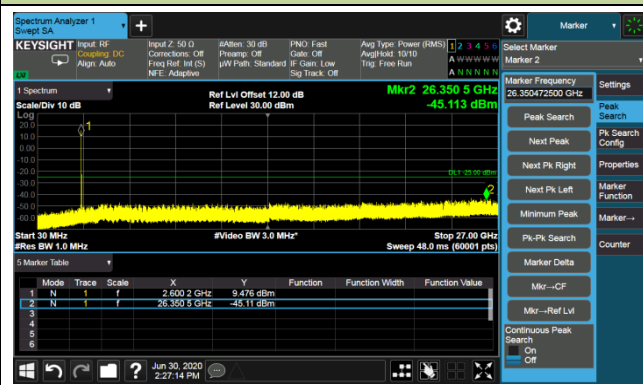 Spectrum Analyzer 1
Swept SA
+
Marker
KEYSIGHT
Input: RF
Coupling: DC
Align: Auto
Input Z: 50 Ω
Corrections: Off
Freq Ref: Int (S)
NFE: Adaptive
#Atten: 30 dB
Preamp: Off
µW Path: Standard
PNO: Fast
Gate: Off
IF Gain: Low
Sig Track: Off
Avg Type: Power (RMS)
Avg|Hold: 10/10
Trig: Free Run
1 2 3 4 5 6
A W W W W W
A N N N N N
LXI
Select Marker
Marker 2
1 Spectrum
Scale/Div 10 dB
Ref Lvl Offset 12.00 dB
Ref Level 30.00 dBm
Mkr2 26.350 5 GHz
-45.113 dBm
Log
20.0
10.0
0.00
-10.0
-20.0
-30.0
-40.0
-50.0
-60.0
1
DL1 -25.00 dBm
2
Start 30 MHz
#Res BW 1.0 MHz
#Video BW 3.0 MHz*
Stop 27.00 GHz
Sweep 48.0 ms (60001 pts)
5 Marker Table
Mode Trace Scale X Y Function Function Width Function Value
1 N 1 f 2.600 2 GHz 9.476 dBm
2 N 1 f 26.350 5 GHz -45.11 dBm
3
4
5
6
Marker Frequency
26.350472500 GHz
Peak Search
Next Peak
Next Pk Right
Next Pk Left
Minimum Peak
Pk-Pk Search
Marker Delta
Mkr→CF
Mkr→Ref Lvl
Continuous Peak
Search
On
Off
Settings
Peak
Search
Pk Search
Config
Properties
Marker
Function
Marker→
Counter
?
Jun 30, 2020
2:27:14 PM